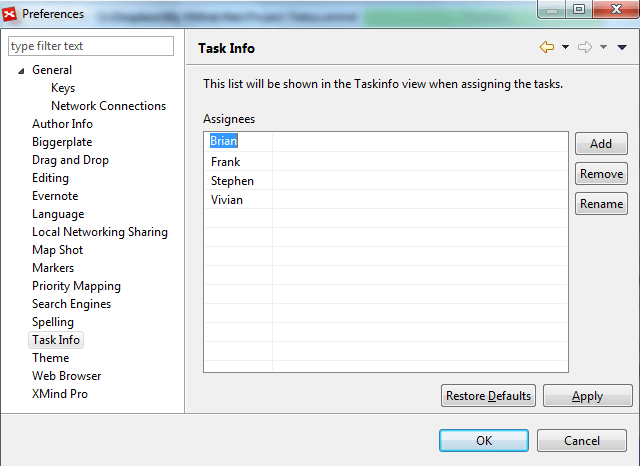 Preferences
type filter text
Task Info
General
Keys
Network Connections
Author Info
Biggerplate
Drag and Drop
Editing
Evernote
Language
Local Networking Sharing
Map Shot
Markers
Priority Mapping
Search Engines
Spelling
Task Info
Theme
Web Browser
XMind Pro
This list will be shown in the Taskinfo view when assigning the tasks.
Assignees
Brian
Frank
Stephen
Vivian
Add
Remove
Rename
Restore Defaults
Apply
OK
Cancel